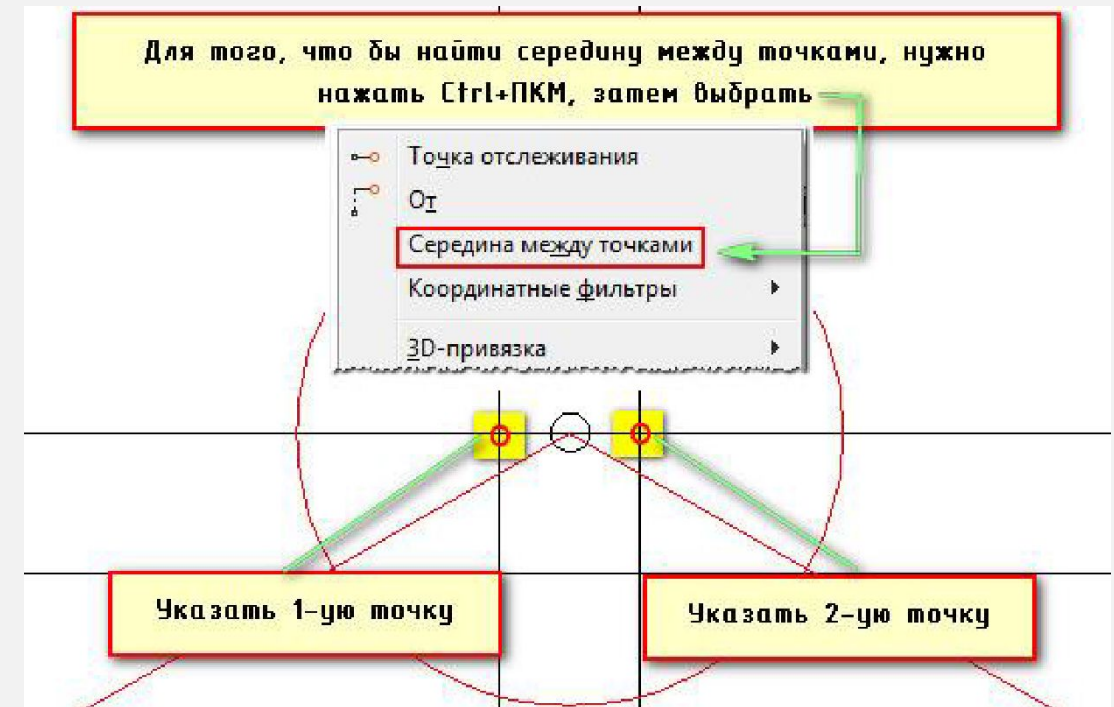 Для того, что бы найти середину между точками, нужно
нажать Ctrl+ПКМ, затем выбрать
Точка отслеживания
От
Середина между точками
Координатные фильтры
3D-привязка
Указать 1-ую точку
Указать 2-ую точку